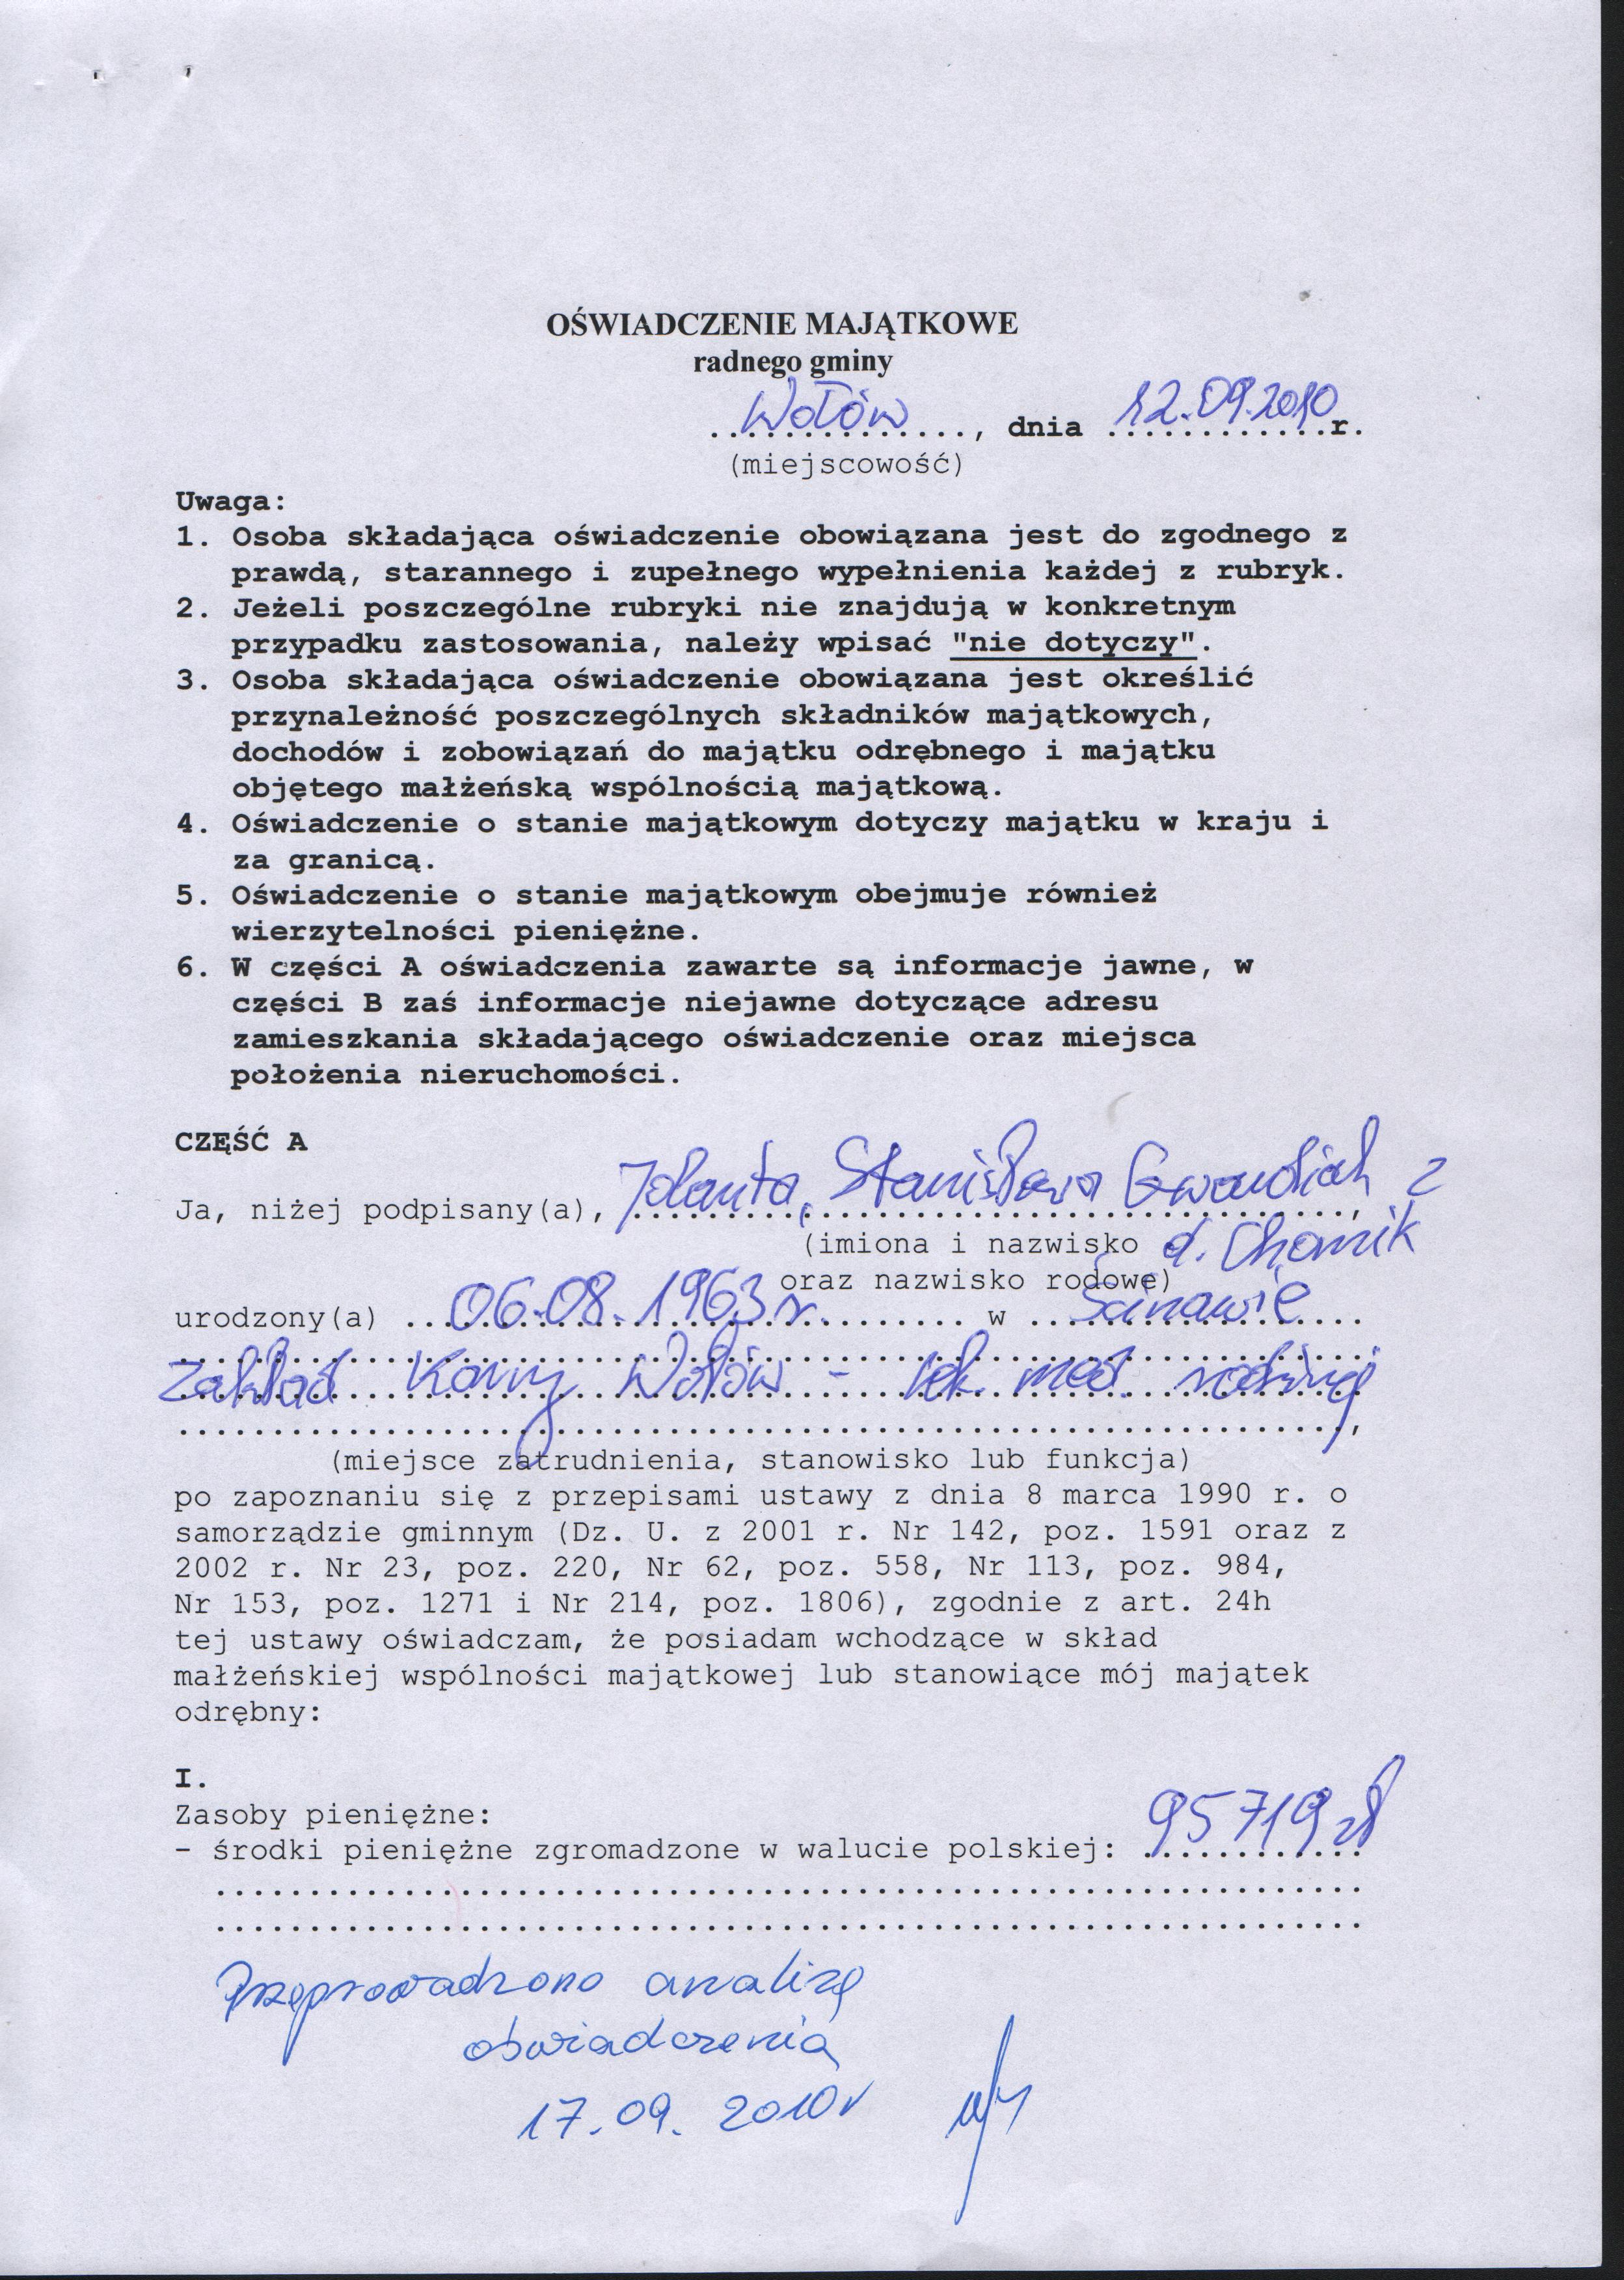 OŚWIADCZENIE MAJĄTKOWE
radnego gminy
Wołów, dnia 12.09.2010 r.
(miejscowość)
Uwaga:
1. Osoba składająca oświadczenie obowiązana jest do zgodnego z
prawdą, starannego i zupełnego wypełnienia każdej z rubryk.
2. Jeżeli poszczególne rubryki nie znajdują w konkretnym
przypadku zastosowania, należy wpisać "nie dotyczy".
3. Osoba składająca oświadczenie obowiązana jest określić
przynależność poszczególnych składników majątkowych,
dochodów i zobowiązań do majątku odrębnego i majątku
objętego małżeńską wspólnością majątkową.
4. Oświadczenie o stanie majątkowym dotyczy majątku w kraju i
za granicą.
5. Oświadczenie o stanie majątkowym obejmuje również
wierzytelności pieniężne.
6. W części A oświadczenia zawarte są informacje jawne, w
części B zaś informacje niejawne dotyczące adresu
zamieszkania składającego oświadczenie oraz miejsca
położenia nieruchomości.
CZĘŚĆ A
Ja, niżej podpisany(a), Jolanta, Stanisława Gwoździak z
(imiona i nazwisko d.
oraz nazwisko rodowe)
urodzony(a) 06.08.1963 r. w Ścinawie
Zakład Karny Wołów - lek. med. rodzinnej
(miejsce zatrudnienia, stanowisko lub funkcja)
po zapoznaniu się z przepisami ustawy z dnia 8 marca 1990 r. o
samorządzie gminnym (Dz. U. z 2001 r. Nr 142, poz. 1591 oraz z
2002 r. Nr 23, poz. 220, Nr 62, poz. 558, Nr 113, poz. 984,
Nr 153, poz. 1271 i Nr 214, poz. 1806), zgodnie z art. 24h
tej ustawy oświadczam, że posiadam wchodzące w skład
małżeńskiej wspólności majątkowej lub stanowiące mój majątek
odrębny:
I.
Zasoby pieniężne:
- środki pieniężne zgromadzone w walucie polskiej: 95719 zł
Przeprowadzono analizę
oświadczenia
17.09.2010 r